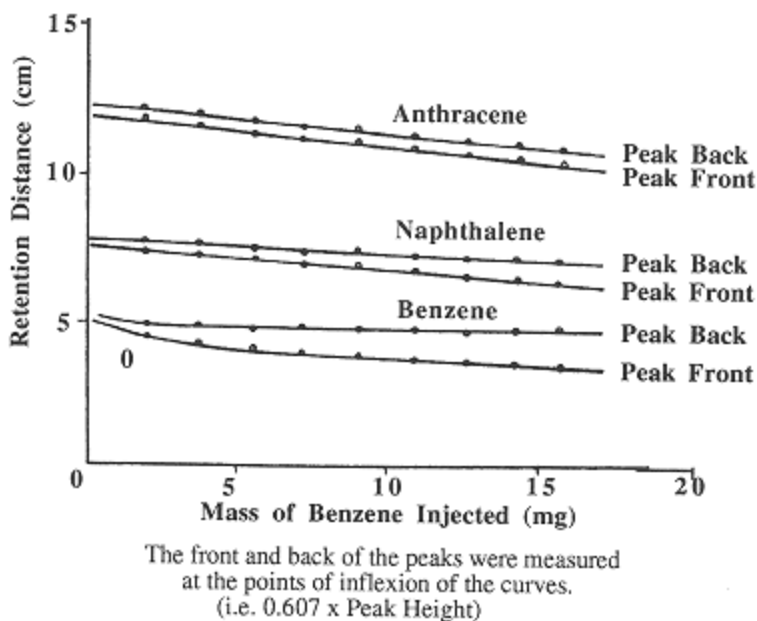 15
Anthracene
Peak Back
10
Peak Front
Retention Distance (cm)
Naphthalene
Peak Back
Peak Front
Benzene
5
Peak Back
0
Peak Front
0
5
10
15
20
Mass of Benzene Injected (mg)
The front and back of the peaks were measured
at the points of inflexion of the curves.
(i.e. 0.607 x Peak Height)